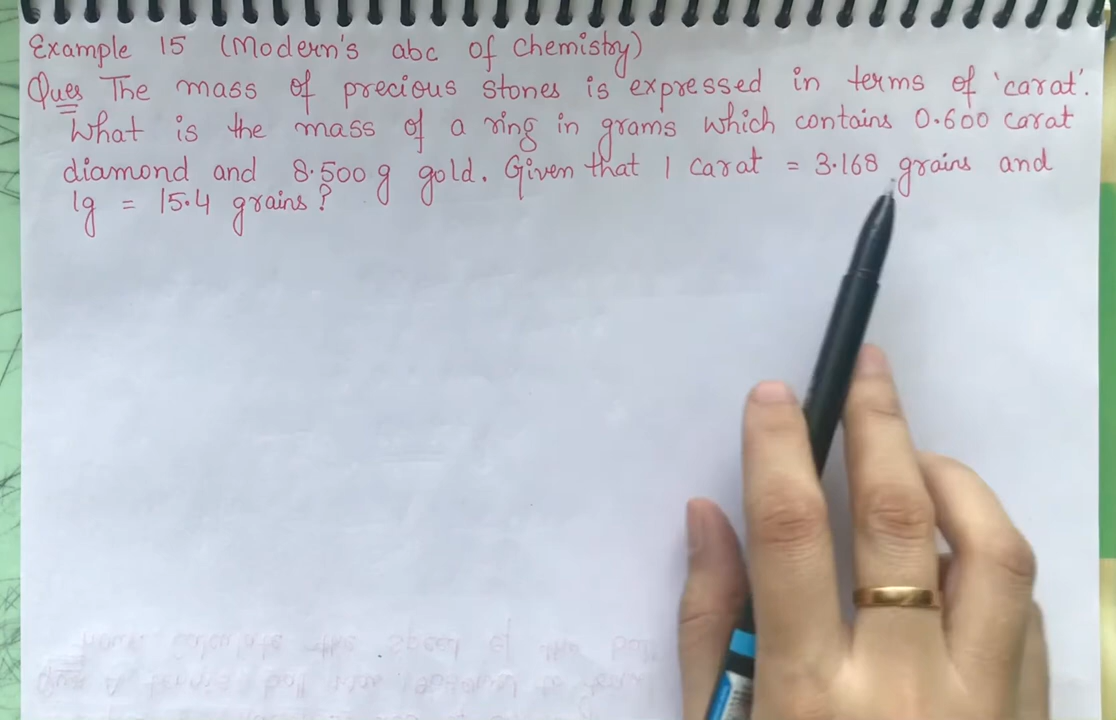 Example 15 (Modern's abc of Chemistry)
Ques The mass of precious stones is expressed in terms of 'carat'.
What is the mass of a ring in grams which contains 0.600 carat
diamond and 8.500 g gold. Given that 1 carat = 3.168 grains and
1g = 15.4 grains?